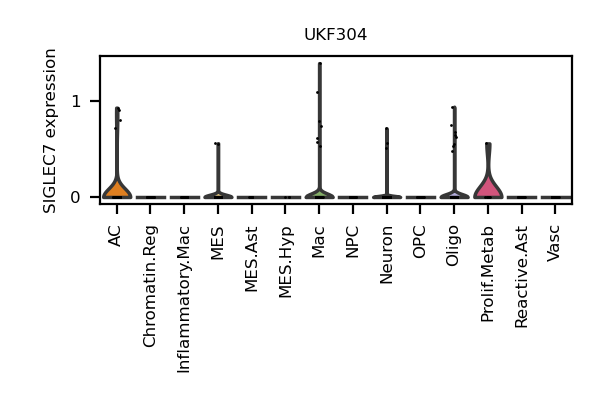 UKF304
SIGLEC7 expression
1
0
AC
Chromatin.Reg
Inflammatory.Mac
MES
MES.Ast
MES.Hyp
Mac
NPC
Neuron
OPC
Oligo
Prolif.Metab
Reactive.Ast
Vasc